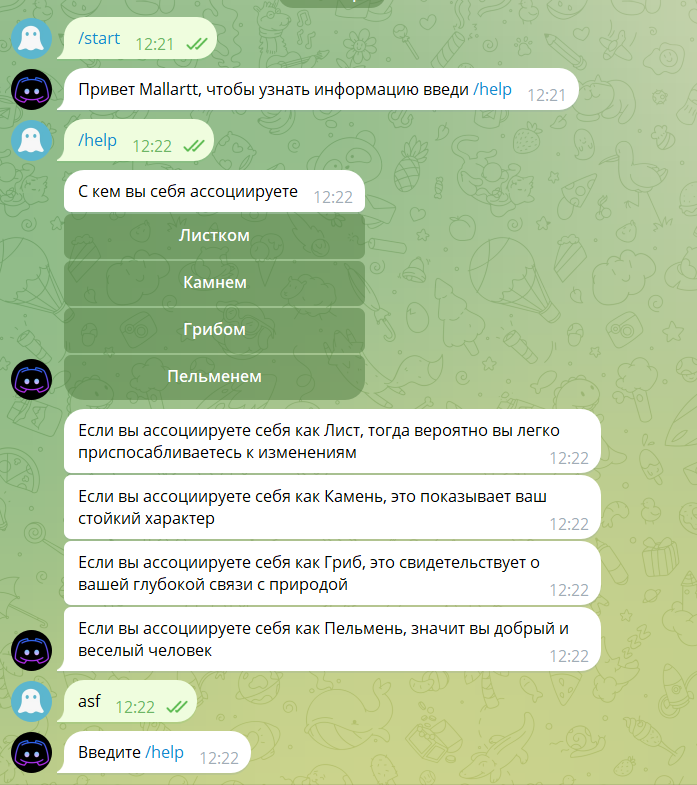 /start 12:21
Привет Mallartt, чтобы узнать информацию введи /help 12:21
/help 12:22
С кем вы себя ассоциируете 12:22
Листком
Камнем
Грибом
Пельменем
Если вы ассоциируете себя как Лист, тогда вероятно вы легко
приспосабливаетесь к изменениям 12:22
Если вы ассоциируете себя как Камень, это показывает ваш
стойкий характер 12:22
Если вы ассоциируете себя как Гриб, это свидетельствует о
вашей глубокой связи с природой 12:22
Если вы ассоциируете себя как Пельмень, значит вы добрый и
веселый человек 12:22
asf 12:22
Введите /help 12:22